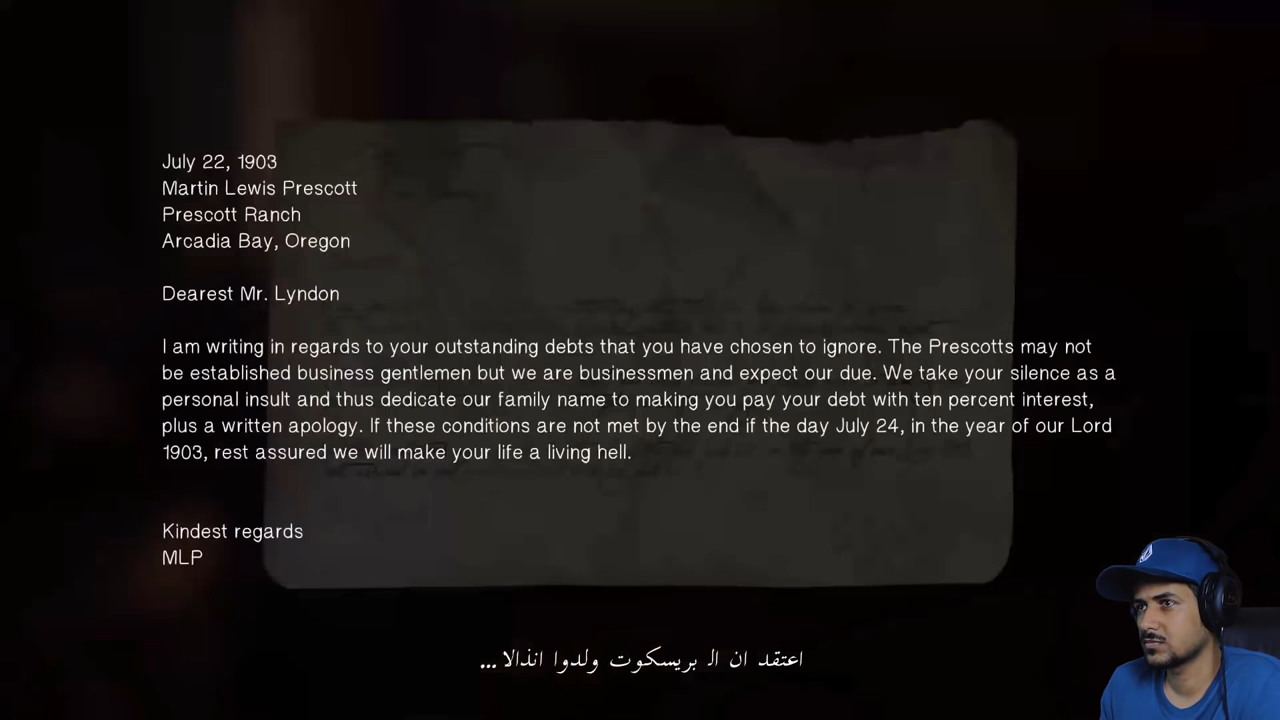 July 22, 1903
Martin Lewis Prescott
Prescott Ranch
Arcadia Bay, Oregon
Dearest Mr. Lyndon
I am writing in regards to your outstanding debts that you have chosen to ignore. The Prescotts may not
be established business gentlemen but we are businessmen and expect our due. We take your silence as a
personal insult and thus dedicate our family name to making you pay your debt with ten percent interest,
plus a written apology. If these conditions are not met by the end if the day July 24, in the year of our Lord
1903, rest assured we will make your life a living hell.
Kindest regards
MLP
اعتقد ان الـ بريسكوت ولدوا انذالا...